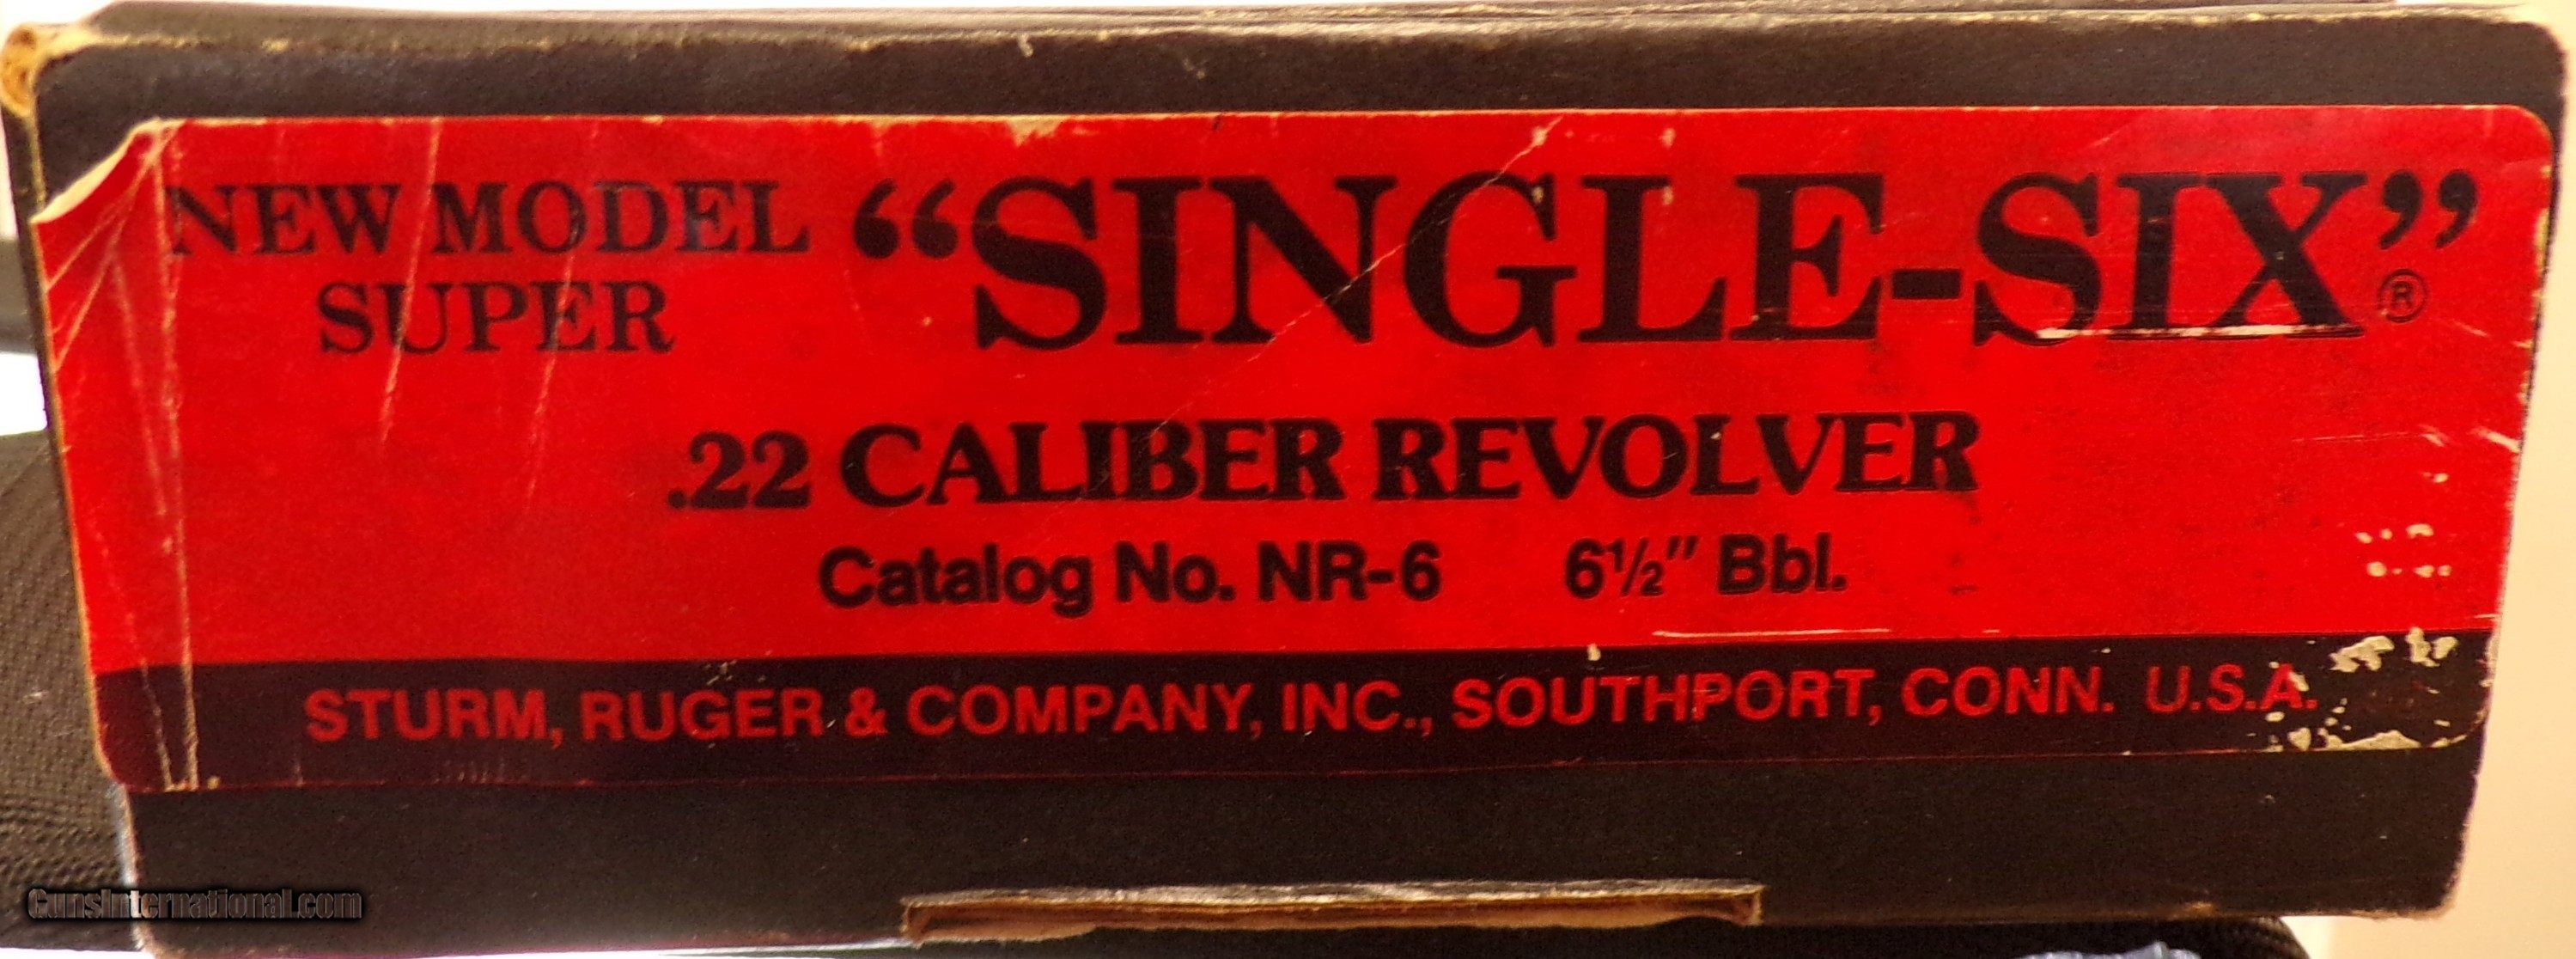 NEW MODEL "SINGLE-SIX"®
SUPER
.22 CALIBER REVOLVER
Catalog No. NR-6 6½" Bbl.
STURM, RUGER & COMPANY, INC., SOUTHPORT, CONN. U.S.A.
GunsInternational.com